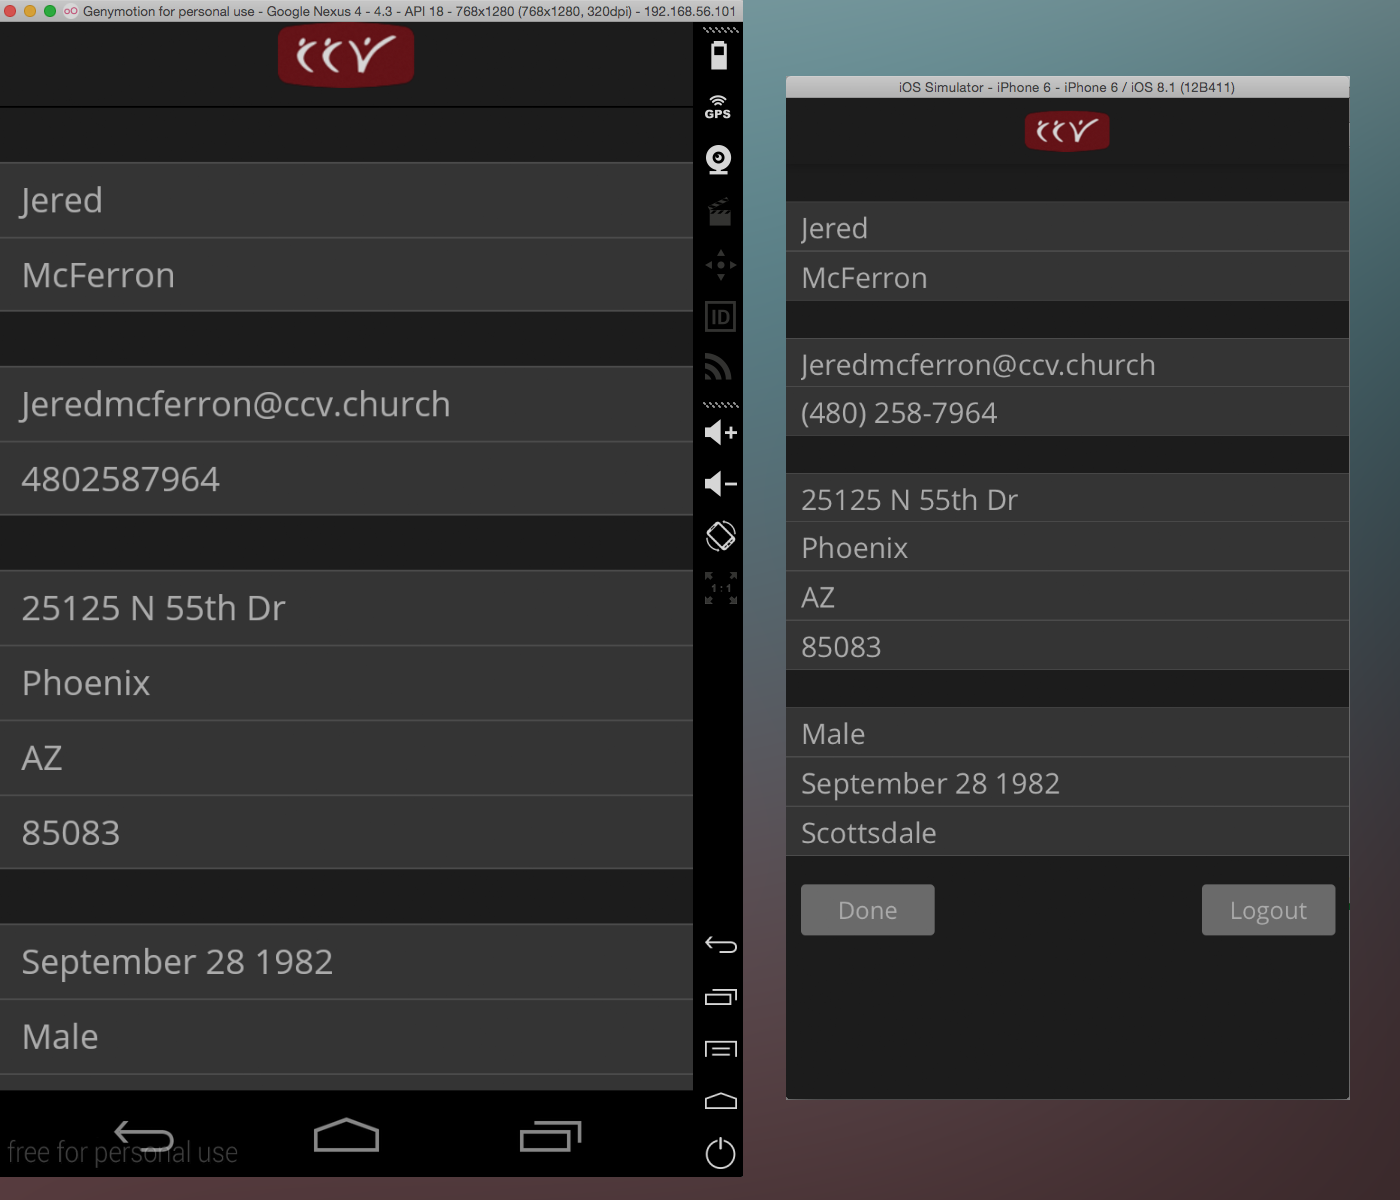 Genymotion for personal use - Google Nexus 4 - 4.3 - API 18 - 768x1280 (768x1280, 320dpi) - 192.168.56.101
ccv
Jered
McFerron
Jeredmcferron@ccv.church
4802587964
25125 N 55th Dr
Phoenix
AZ
85083
September 28 1982
Male
free for personal use
GPS
ID
1:1
iOS Simulator - iPhone 6 - iPhone 6 / iOS 8.1 (12B411)
ccv
Jered
McFerron
Jeredmcferron@ccv.church
(480) 258-7964
25125 N 55th Dr
Phoenix
AZ
85083
Male
September 28 1982
Scottsdale
Done
Logout